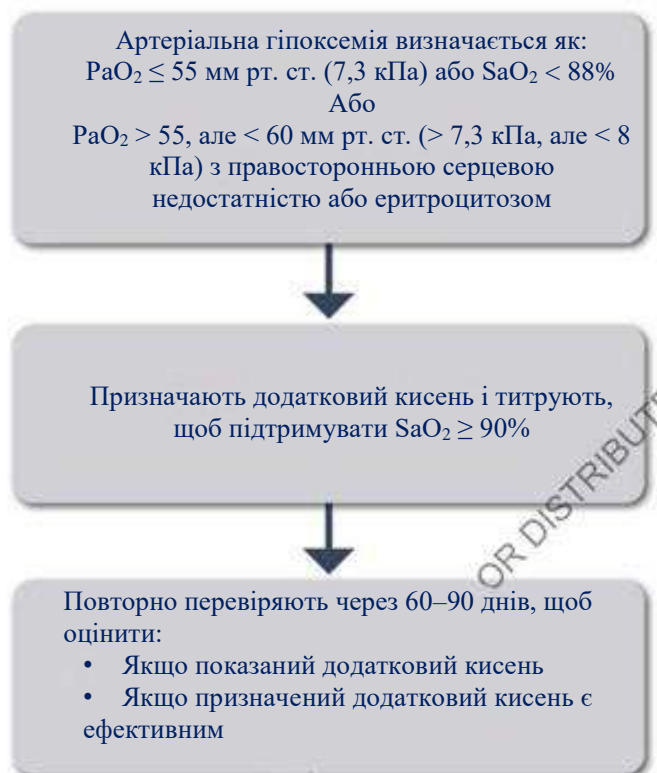 Артеріальна гіпоксемія визначається як:
PaO₂ ≤ 55 мм рт. ст. (7,3 кПа) або SaO₂ < 88%
Або
PaO₂ > 55, але < 60 мм рт. ст. (> 7,3 кПа, але < 8
кПа) з правосторонньою серцевою
недостатністю або еритроцитозом
Призначають додатковий кисень і титрують,
щоб підтримувати SaO₂ ≥ 90%
OR DISTRIBUTE
Повторно перевіряють через 60–90 днів, щоб
оцінити:
• Якщо показаний додатковий кисень
• Якщо призначений додатковий кисень є
ефективним